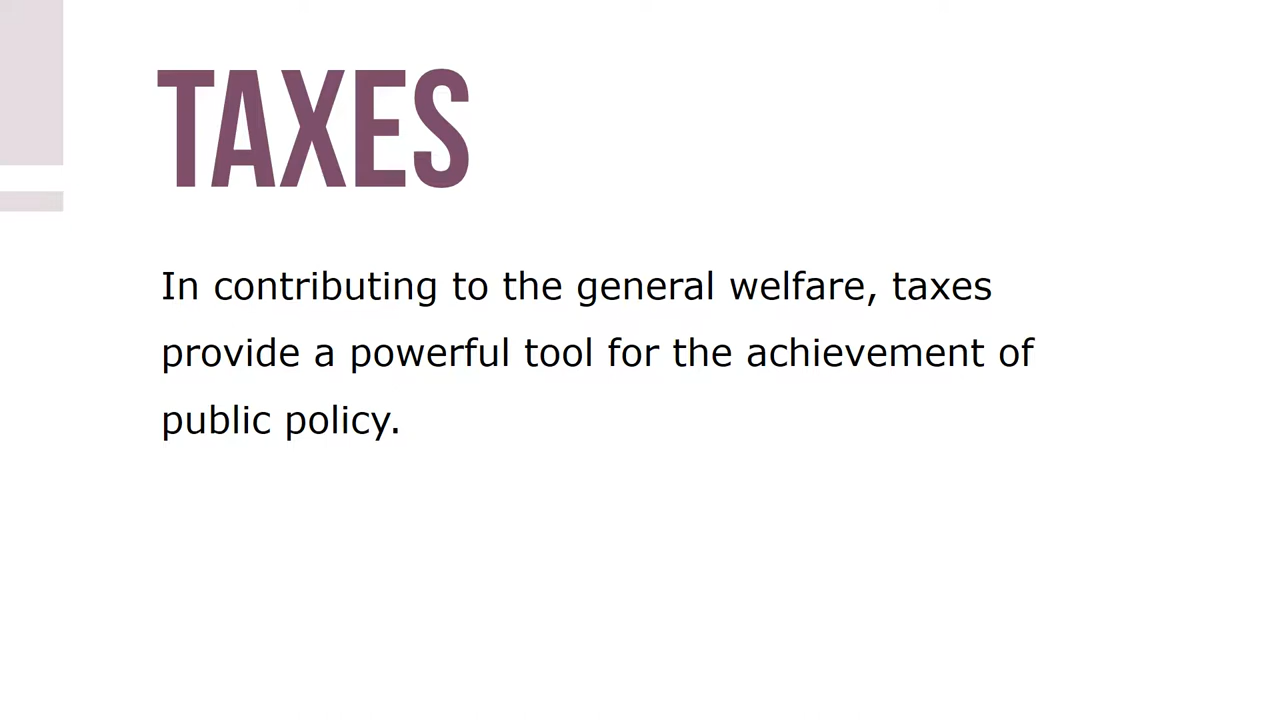 TAXES
In contributing to the general welfare, taxes
provide a powerful tool for the achievement of
public policy.